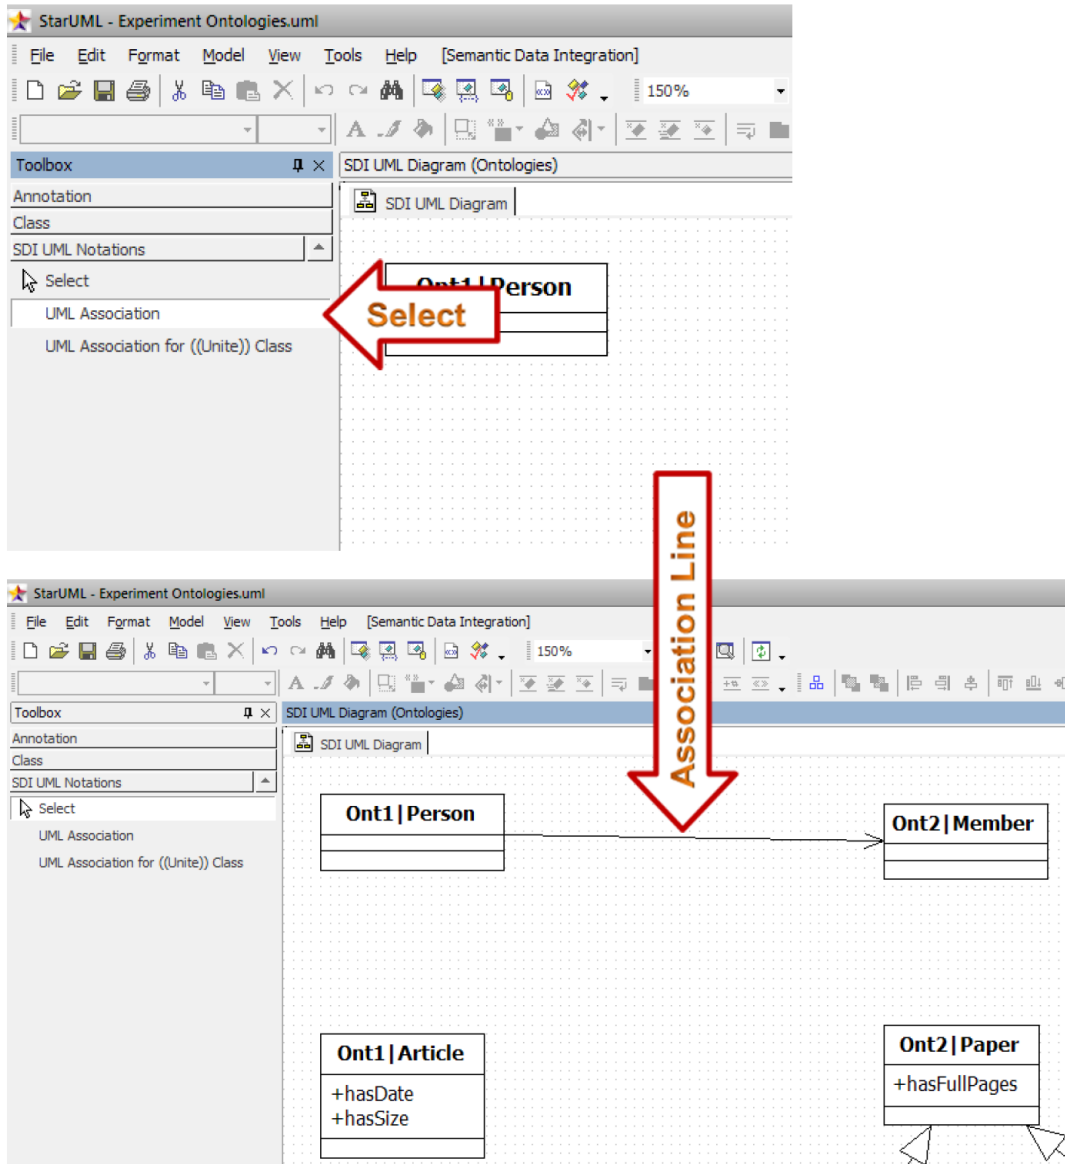 StarUML - Experiment Ontologies.uml
File Edit Format Model View Tools Help [Semantic Data Integration]
150%
Toolbox
SDI UML Diagram (Ontologies)
Annotation
SDI UML Diagram
Class
SDI UML Notations
Select
Ont1|Person
UML Association
Select
UML Association for ((Unite)) Class
Association Line
StarUML - Experiment Ontologies.uml
File Edit Format Model View Tools Help [Semantic Data Integration]
150%
Toolbox
SDI UML Diagram (Ontologies)
Annotation
SDI UML Diagram
Class
SDI UML Notations
Select
UML Association
UML Association for ((Unite)) Class
Ont1|Person
Ont2|Member
Ont1|Article
+hasDate
+hasSize
Ont2|Paper
+hasFullPages